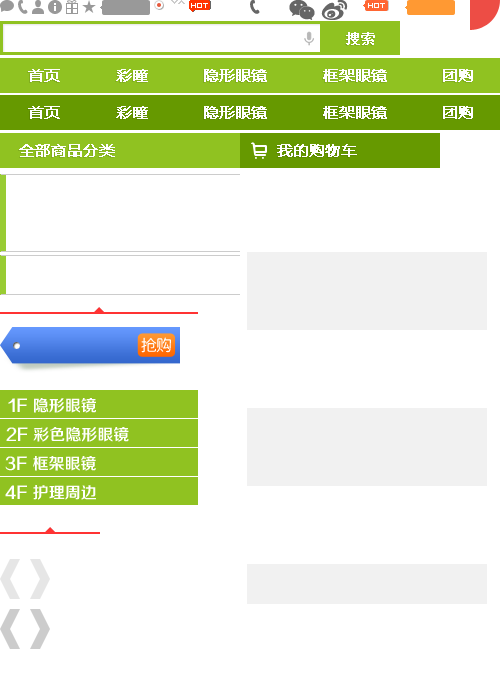 HOT
HOT
搜索
首页 彩瞳 隐形眼镜 框架眼镜 团购
首页 彩瞳 隐形眼镜 框架眼镜 团购
全部商品分类 我的购物车
抢购
1F 隐形眼镜
2F 彩色隐形眼镜
3F 框架眼镜
4F 护理周边